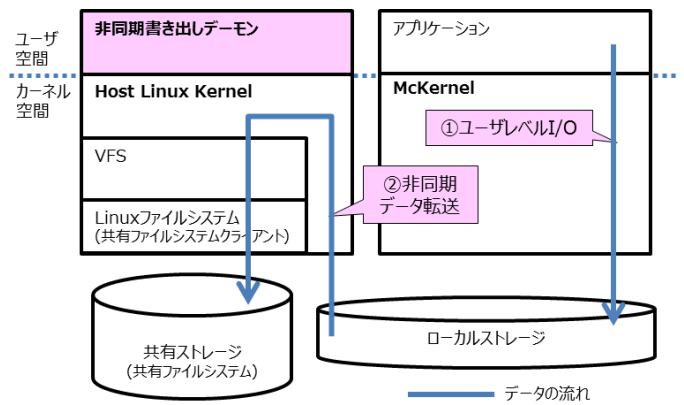 ユーザ
空間
カーネル
空間
非同期書き出しデーモン
Host Linux Kernel
VFS
Linuxファイルシステム
(共有ファイルシステムクライアント)
アプリケーション
McKernel
①ユーザレベルI/O
②非同期
データ転送
共有ストレージ
(共有ファイルシステム)
ローカルストレージ
データの流れ